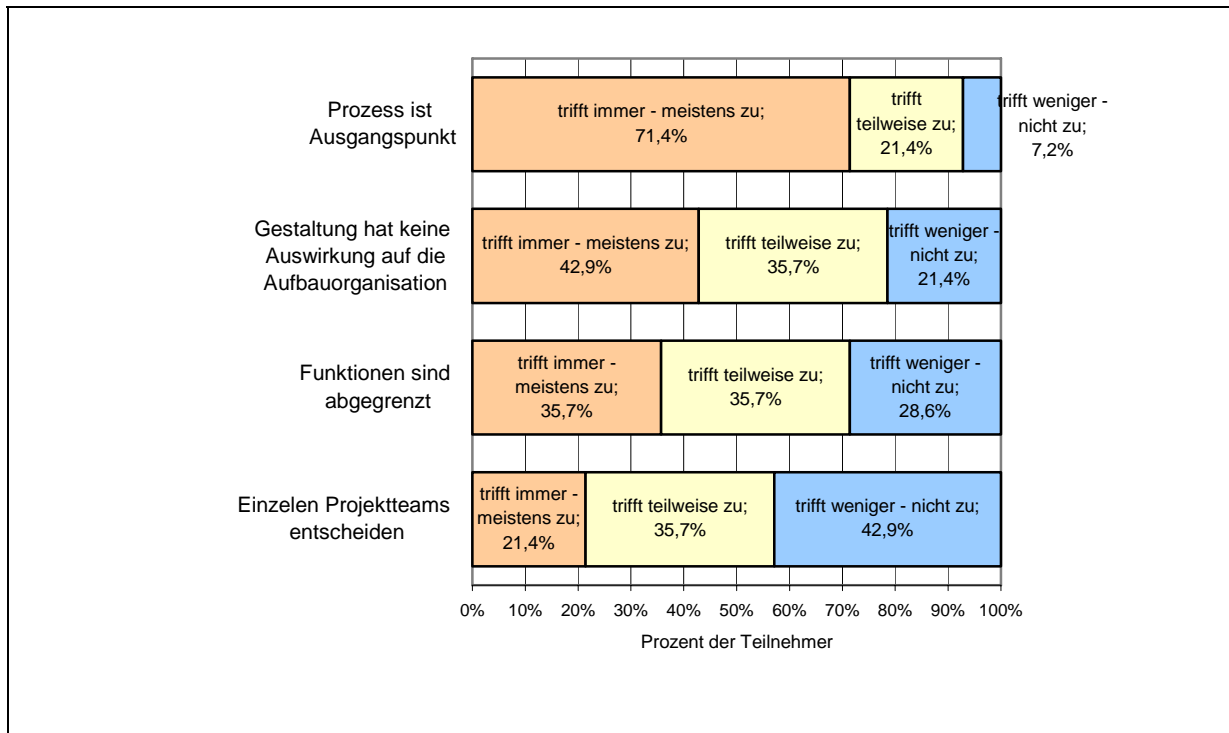 Prozess ist
Ausgangspunkt
trifft immer - meistens zu;
71,4%
trifft
teilweise zu;
21,4%
trifft weniger -
nicht zu;
7,2%
Gestaltung hat keine
Auswirkung auf die
Aufbauorganisation
trifft immer - meistens zu;
42,9%
trifft teilweise zu;
35,7%
trifft weniger -
nicht zu;
21,4%
Funktionen sind
abgegrenzt
trifft immer -
meistens zu;
35,7%
trifft teilweise zu;
35,7%
trifft weniger -
nicht zu;
28,6%
Einzelen Projektteams
entscheiden
trifft immer -
meistens zu;
21,4%
trifft teilweise zu;
35,7%
trifft weniger - nicht zu;
42,9%
0% 10% 20% 30% 40% 50% 60% 70% 80% 90% 100%
Prozent der Teilnehmer